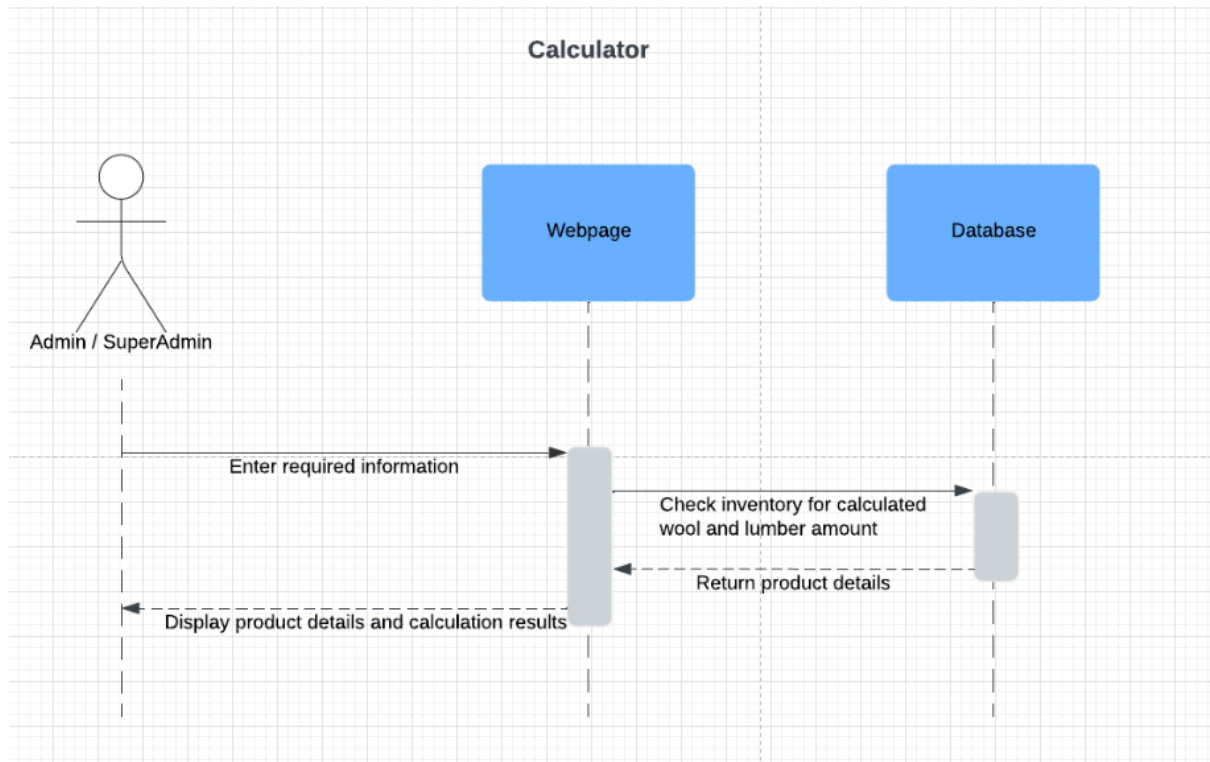 Calculator
Webpage
Database
Admin / SuperAdmin
Enter required information
Check inventory for calculated
wool and lumber amount
Return product details
Display product details and calculation results